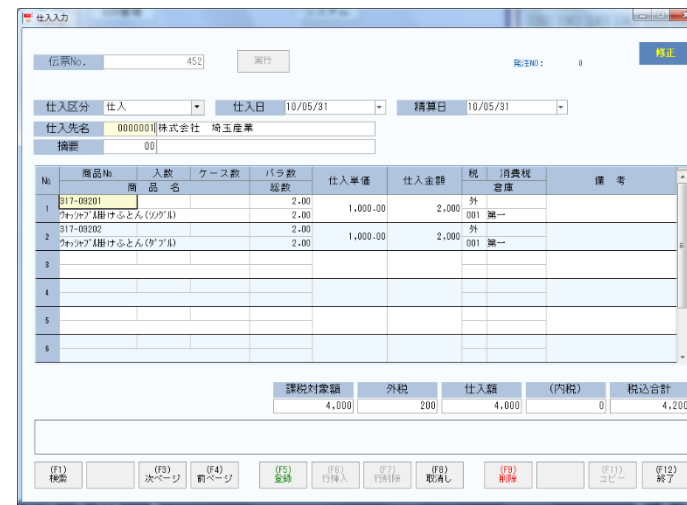 仕入入力
伝票No. 452 実行 発注NO: 0 修正
仕入区分 仕入 仕入日 10/05/31 精算日 10/05/31
仕入先名 0000001 株式会社 埼玉産業
摘要 00
No. 商品No. 入数 ケース数 バラ数 仕入単価 仕入金額 税 消費税 備考
商品名 総数 倉庫
1 317-09201 2.00 1,000.00 2,000 外
ウォッシャブル掛けふとん(シングル) 2.00 001 第一
2 317-09202 2.00 1,000.00 2,000 外
ウォッシャブル掛けふとん(ダブル) 2.00 001 第一
3
4
5
6
課税対象額 外税 仕入額 (内税) 税込合計
4,000 200 4,000 0 4,200
(F1) (F3) (F4) (F5) (F6) (F7) (F8) (F9) (F11) (F12)
検索 次ページ 前ページ 登録 行挿入 行削除 取消し 削除 コピー 終了